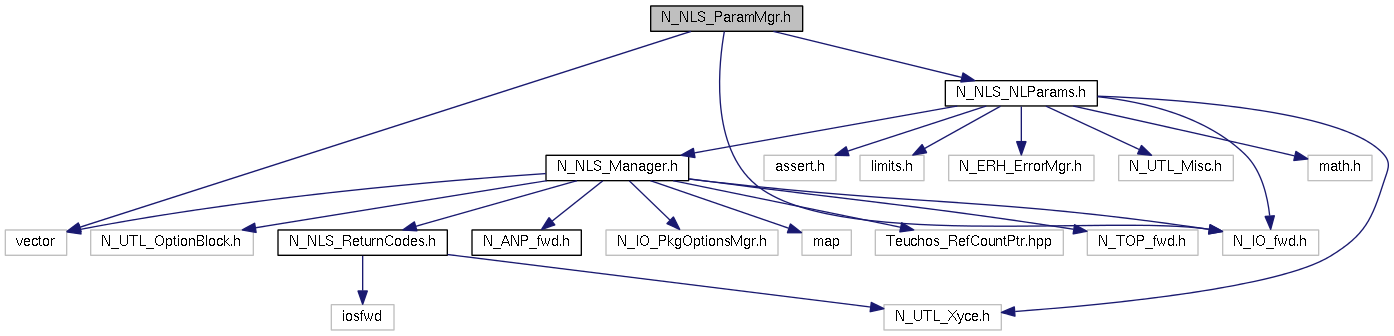 N_NLS_ParamMgr.h
N_NLS_NLParams.h
N_NLS_Manager.h
assert.h
limits.h
N_ERH_ErrorMgr.h
N_UTL_Misc.h
math.h
vector
N_UTL_OptionBlock.h
N_NLS_ReturnCodes.h
N_ANP_fwd.h
N_IO_PkgOptionsMgr.h
map
Teuchos_RefCountPtr.hpp
N_TOP_fwd.h
N_IO_fwd.h
iosfwd
N_UTL_Xyce.h